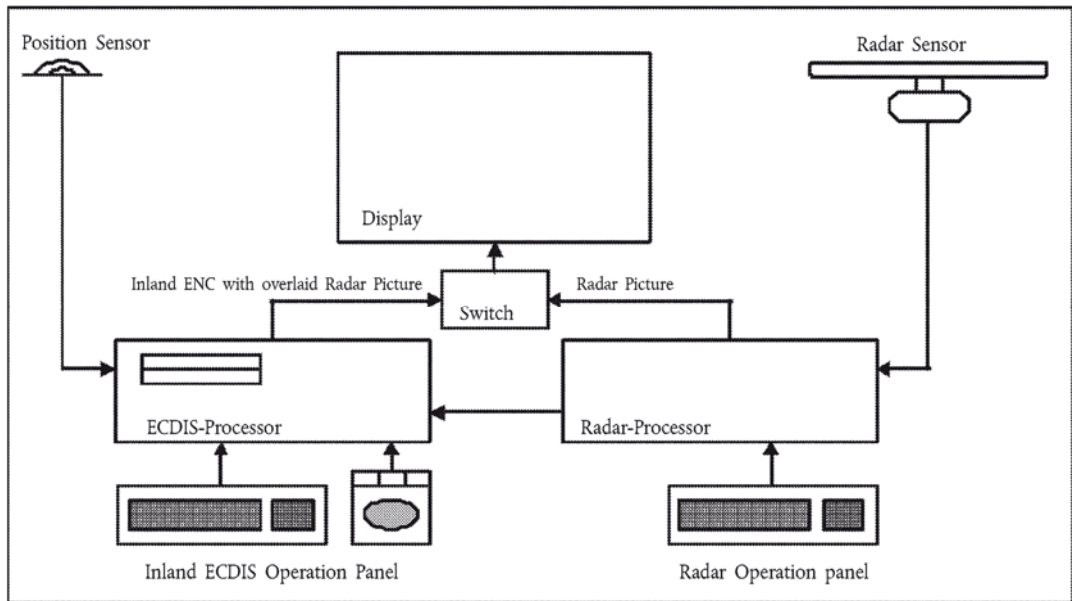 Position Sensor
Radar Sensor
Display
Inland ENC with overlaid Radar Picture
Radar Picture
Switch
ECDIS-Processor
Radar-Processor
Inland ECDIS Operation Panel
Radar Operation panel